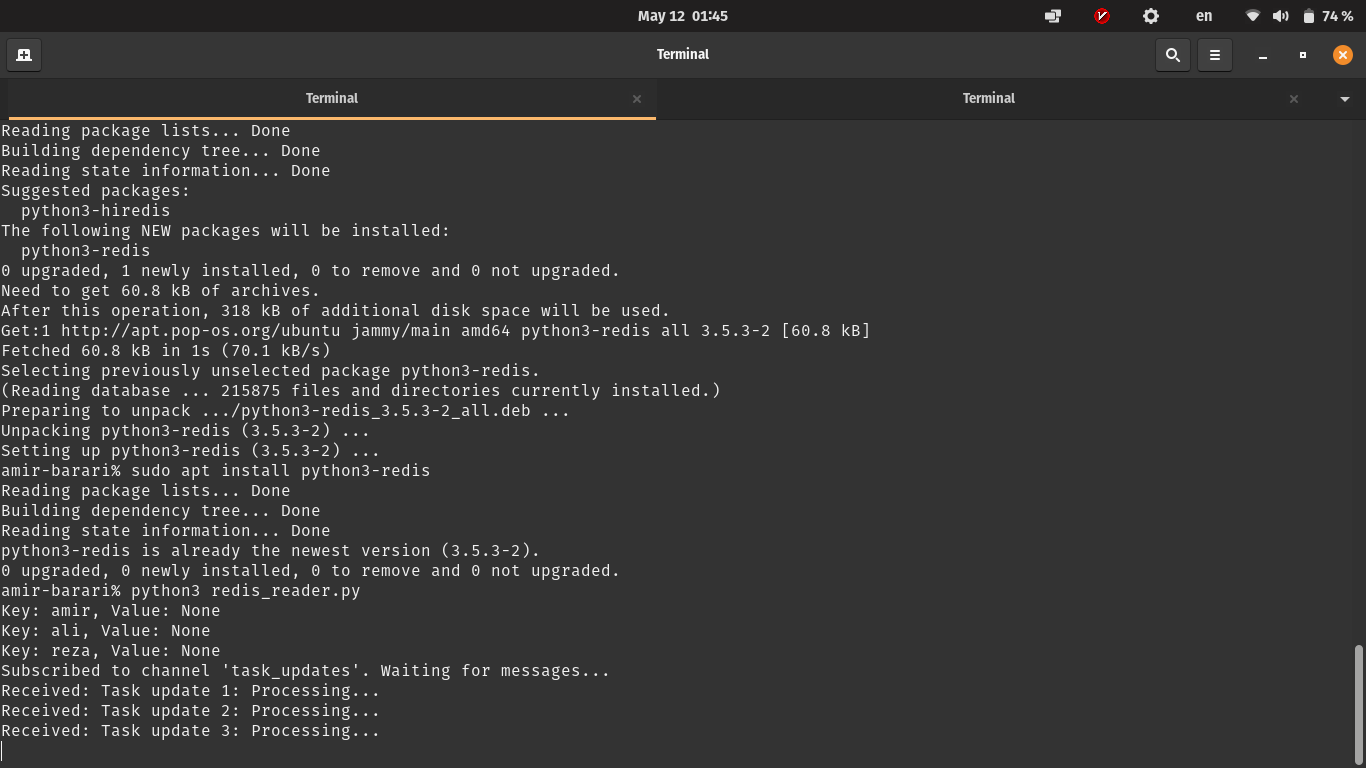 May 12 01:45
en
74 %
Terminal
Terminal
Terminal
Reading package lists... Done
Building dependency tree... Done
Reading state information... Done
Suggested packages:
  python3-hiredis
The following NEW packages will be installed:
  python3-redis
0 upgraded, 1 newly installed, 0 to remove and 0 not upgraded.
Need to get 60.8 kB of archives.
After this operation, 318 kB of additional disk space will be used.
Get:1 http://apt.pop-os.org/ubuntu jammy/main amd64 python3-redis all 3.5.3-2 [60.8 kB]
Fetched 60.8 kB in 1s (70.1 kB/s)
Selecting previously unselected package python3-redis.
(Reading database ... 215875 files and directories currently installed.)
Preparing to unpack .../python3-redis_3.5.3-2_all.deb ...
Unpacking python3-redis (3.5.3-2) ...
Setting up python3-redis (3.5.3-2) ...
amir-barari% sudo apt install python3-redis
Reading package lists... Done
Building dependency tree... Done
Reading state information... Done
python3-redis is already the newest version (3.5.3-2).
0 upgraded, 0 newly installed, 0 to remove and 0 not upgraded.
amir-barari% python3 redis_reader.py
Key: amir, Value: None
Key: ali, Value: None
Key: reza, Value: None
Subscribed to channel 'task_updates'. Waiting for messages...
Received: Task update 1: Processing...
Received: Task update 2: Processing...
Received: Task update 3: Processing...